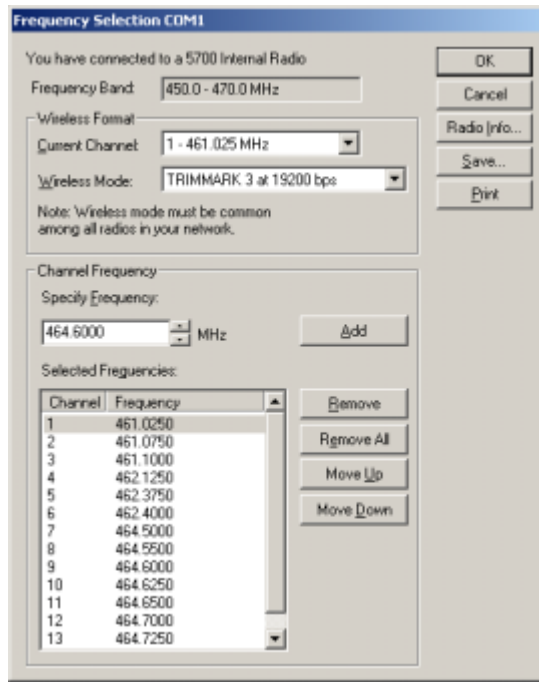 Frequency Selection COM1
You have connected to a 5700 Internal Radio
Frequency Band: 450.0 - 470.0 MHz
Wireless Format
Current Channel: 1 - 461.025 MHz
Wireless Mode: TRIMMARK 3 at 19200 bps
Note: Wireless mode must be common
among all radios in your network.
OK
Cancel
Radio Info...
Save...
Print
Channel Frequency
Specify Frequency:
464.6000 MHz
Add
Selected Freguencies:
Channel Frequency
1 461.0250
2 461.0750
3 461.1000
4 462.1250
5 462.3750
6 462.4000
7 464.5000
8 464.5500
9 464.6000
10 464.6250
11 464.6500
12 464.7000
13 464.7250
Remove
Remove All
Move Up
Move Down